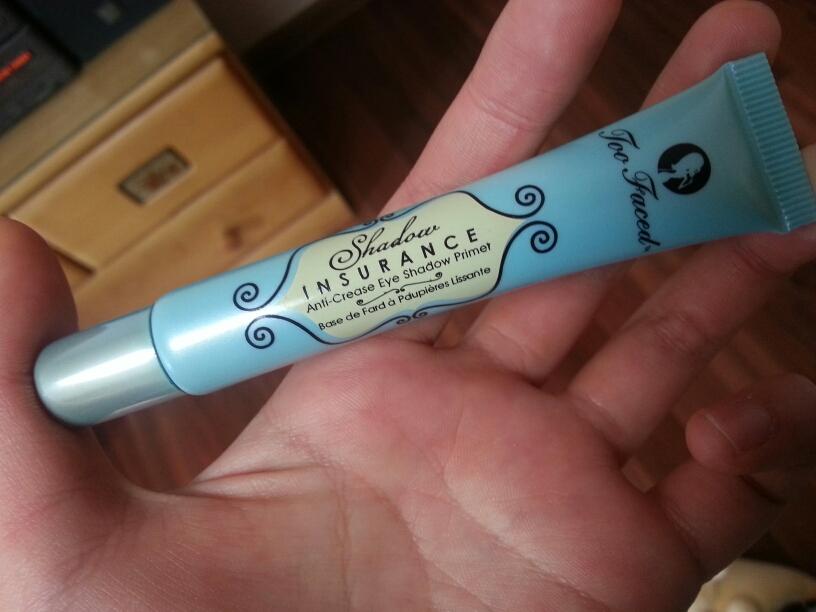 Shadow
INSURANCE
Anti-Crease Eye Shadow Primer
Base de Fard à Paupières Lissante
Too Faced